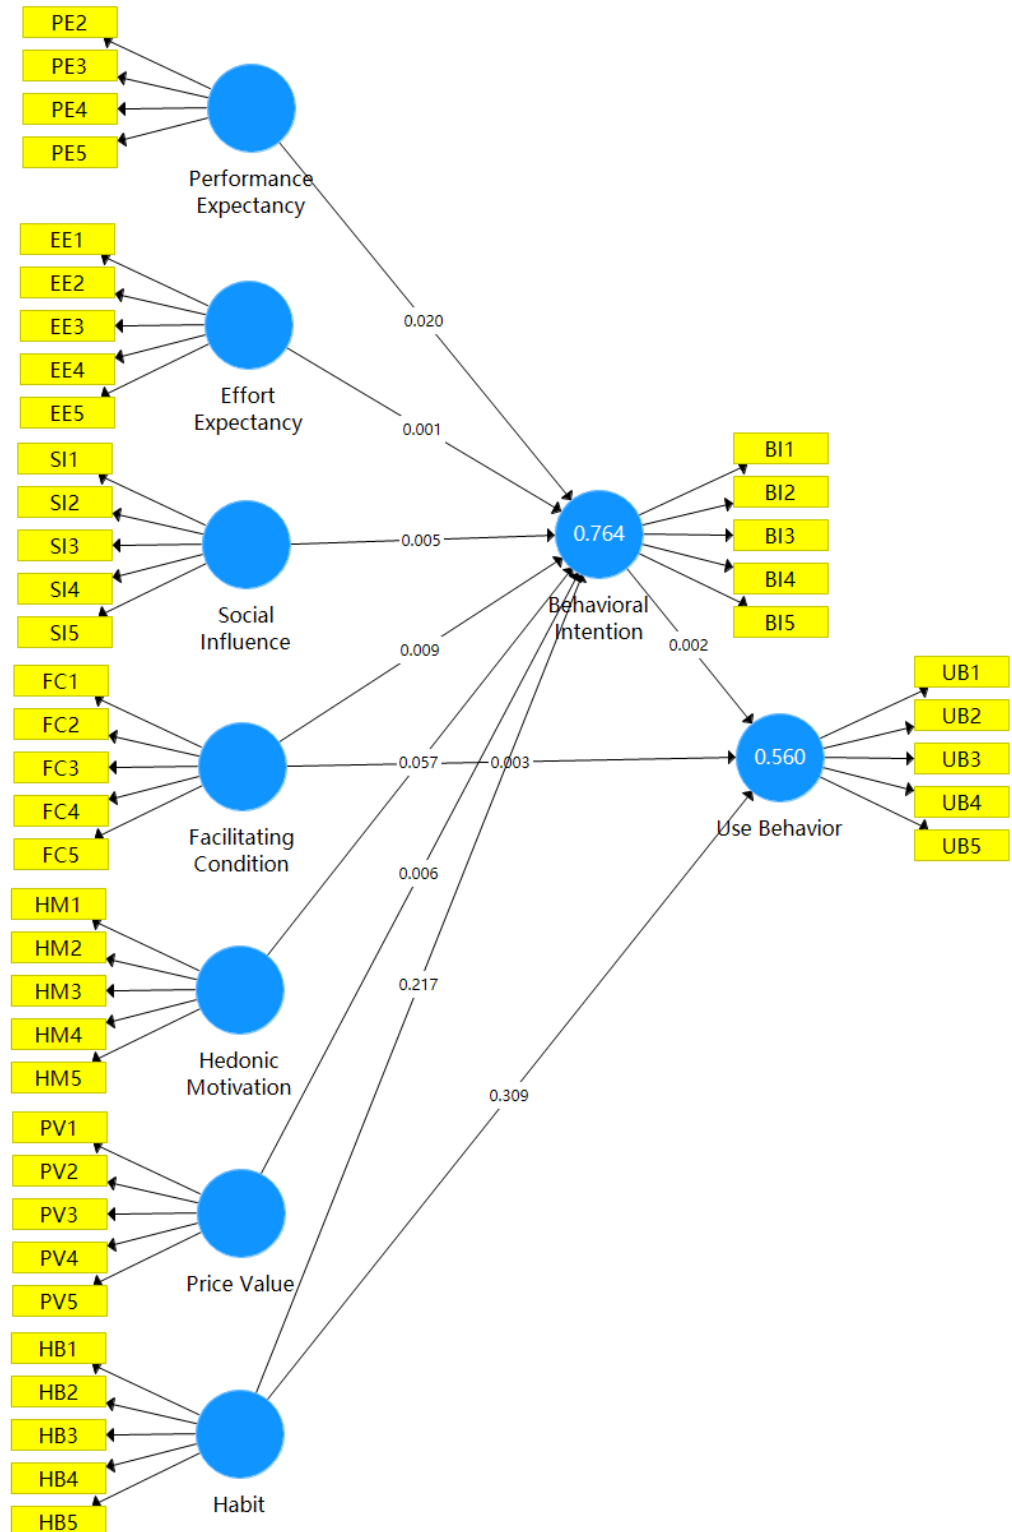 PE2
PE3
PE4
PE5
Performance
Expectancy
0.020
EE1
EE2
EE3
EE4
EE5
Effort
Expectancy
0.001
SI1
SI2
SI3
SI4
SI5
Social
Influence
0.005
0.764
Behavioral
Intention
BI1
BI2
BI3
BI4
BI5
0.009
0.002
FC1
FC2
FC3
FC4
FC5
Facilitating
Condition
0.057
0.003
0.560
Use Behavior
UB1
UB2
UB3
UB4
UB5
0.006
HM1
HM2
HM3
HM4
HM5
Hedonic
Motivation
0.217
0.309
PV1
PV2
PV3
PV4
PV5
Price Value
HB1
HB2
HB3
HB4
HB5
Habit